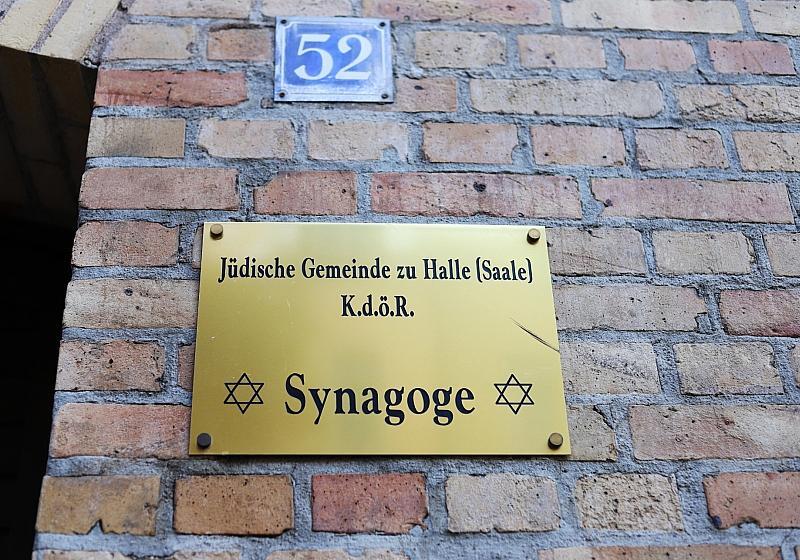 52
Jüdische Gemeinde zu Halle (Saale)
K.d.ö.R.
Synagoge